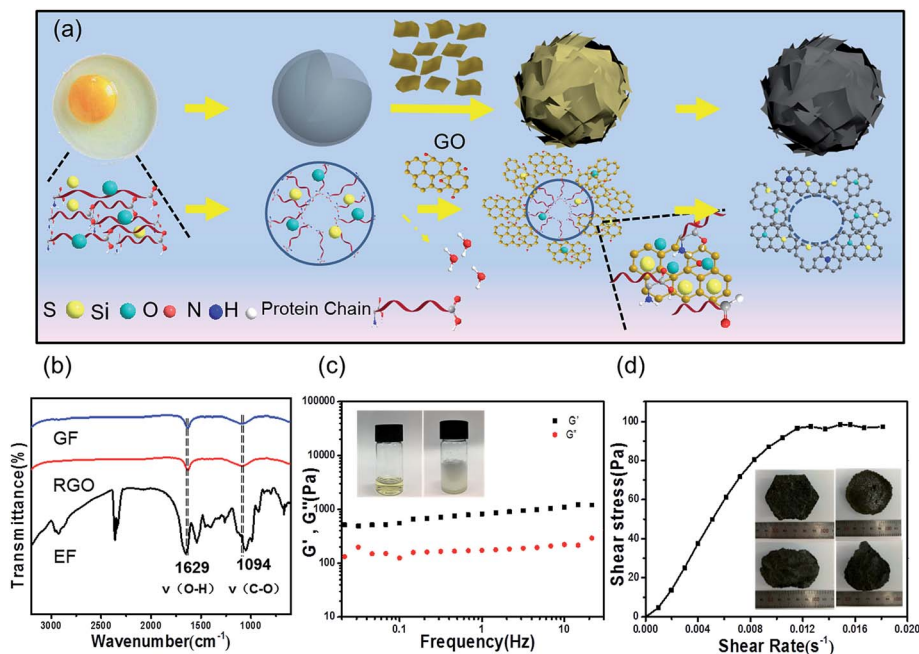 (a)
GO
S Si O N H Protein Chain
(b)
Transmittance(%)
GF
RGO
EF
1629
1094
ν（O-H）
ν（C-O）
3000 2500 2000 1500 1000
Wavenumber(cm-1)
(c)
G', G''(Pa)
100000
10000
1000
100
10
G'
G''
0.1 1 10
Frequency(Hz)
(d)
Shear stress(Pa)
100
80
60
40
20
0
0.000 0.004 0.008 0.012 0.016 0.020
Shear Rate(s-1)